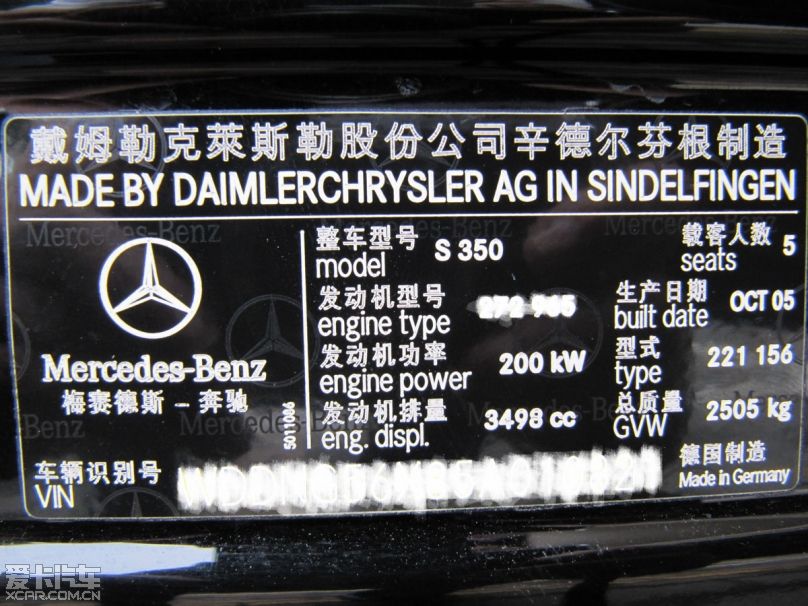 戴姆勒克莱斯勒股份公司辛德尔芬根制造
MADE BY DAIMLERCHRYSLER AG IN SINDELFINGEN
Mercedes-Benz
梅赛德斯 - 奔驰
5011006
整车型号
model
S 350
载客人数
seats
5
发动机型号
engine type
生产日期
built date
OCT 05
发动机功率
engine power
200 kW
型式
type
221 156
发动机排量
eng. displ.
3498 cc
总质量
GVW
2505 kg
车辆识别号
VIN
德国制造
Made in Germany
爱卡汽车
XCAR.COM.CN